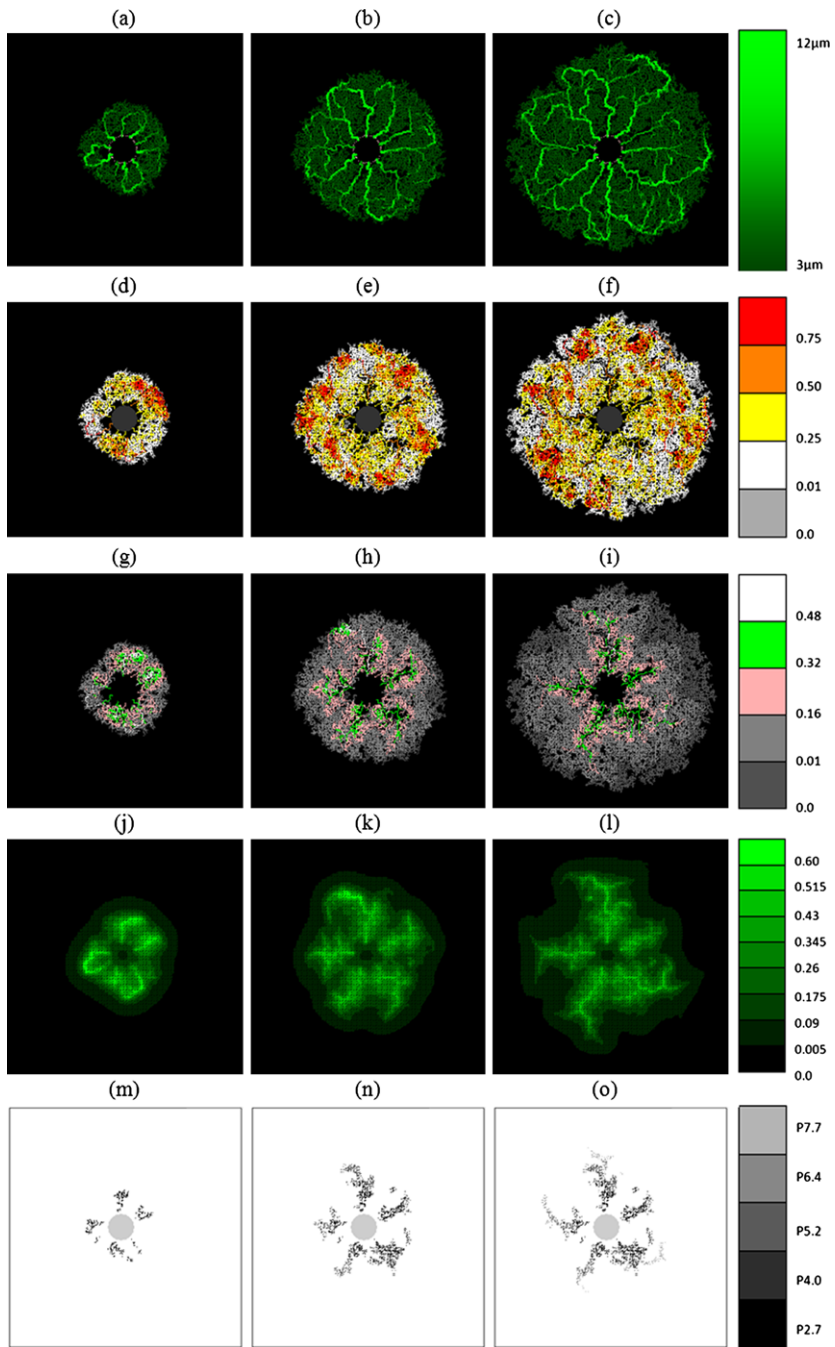 (a) (b) (c)
12μm
3μm
(d) (e) (f)
0.75
0.50
0.25
0.01
0.0
(g) (h) (i)
0.48
0.32
0.16
0.01
0.0
(j) (k) (l)
0.60
0.515
0.43
0.345
0.26
0.175
0.09
0.005
0.0
(m) (n) (o)
P7.7
P6.4
P5.2
P4.0
P2.7